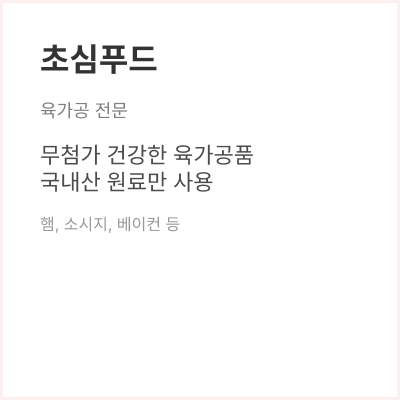 초심푸드
육가공 전문
무첨가 건강한 육가공품
국내산 원료만 사용
햄, 소시지, 베이컨 등